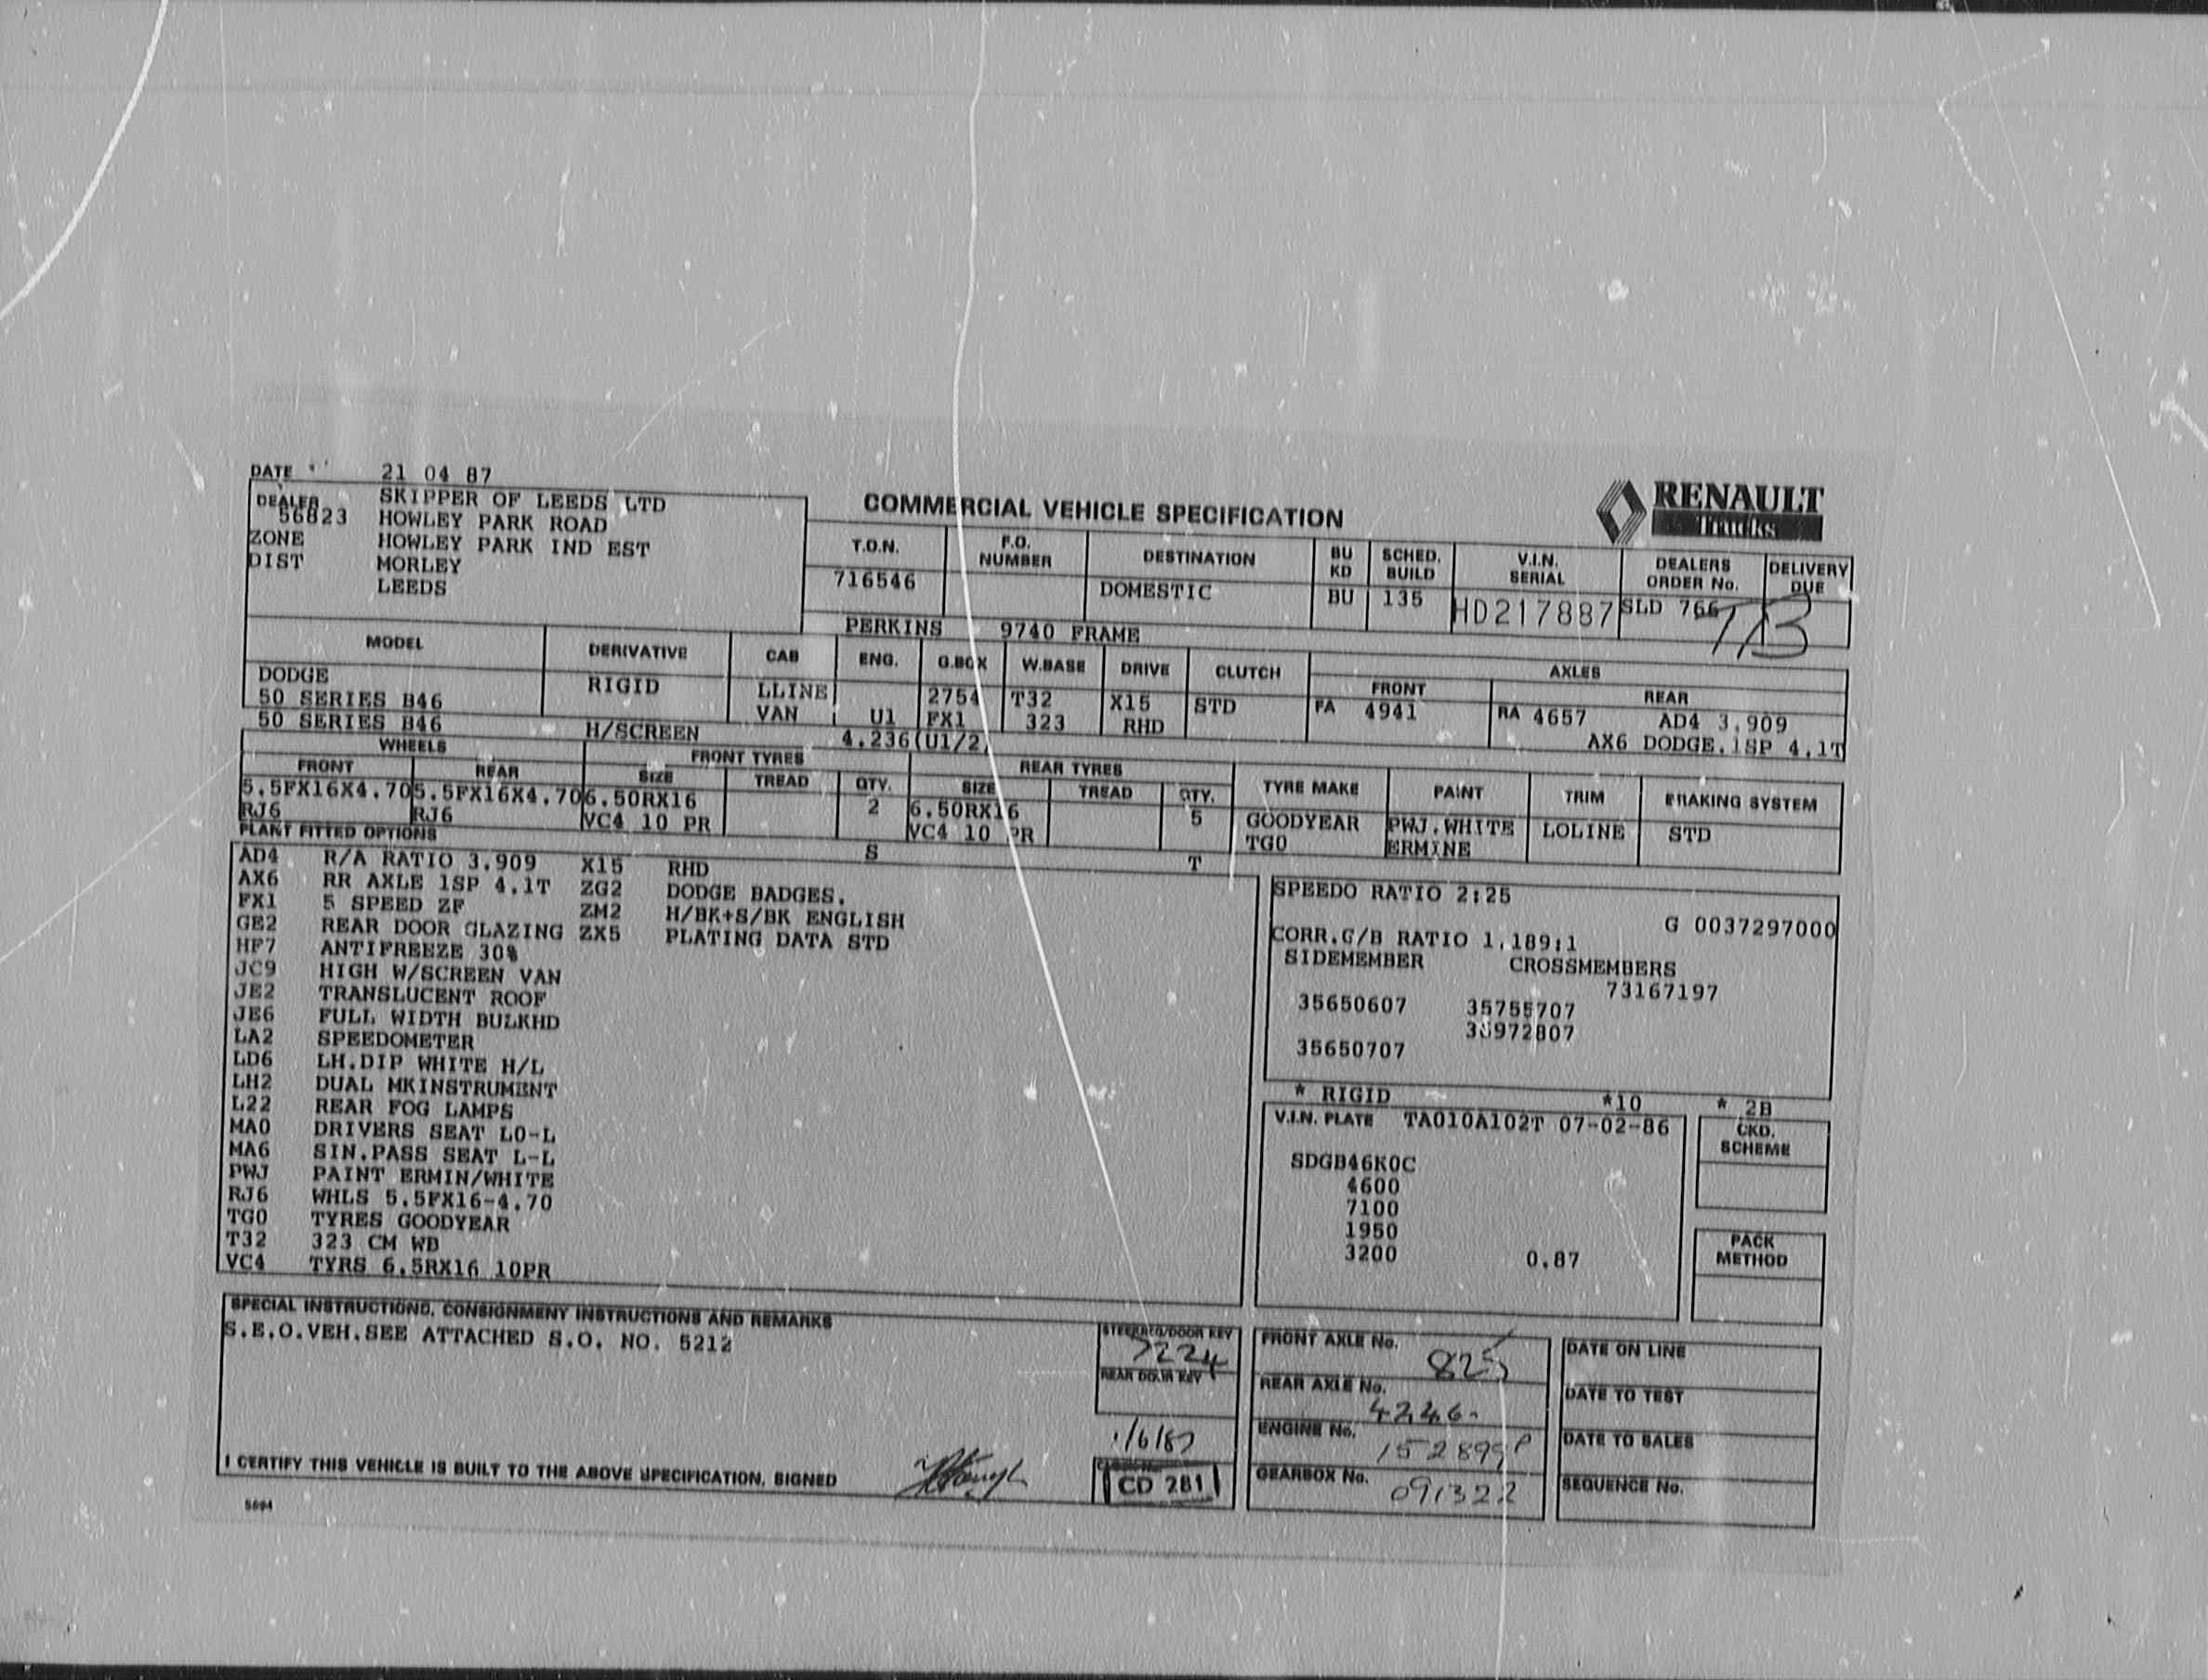 DATE 21 04 87
DEALER SKIPPER OF LEEDS LTD
56823 HOWLEY PARK ROAD
ZONE HOWLEY PARK IND EST
DIST MORLEY
LEEDS
COMMERCIAL VEHICLE SPECIFICATION
RENAULT
Trucks
T.O.N. F.O. NUMBER DESTINATION BU KD SCHED. BUILD V.I.N. SERIAL DEALERS ORDER No. DELIVERY DUE
716546 DOMESTIC BU 135 HD217887 SLD 766
PERKINS 9740 FRAME
MODEL DERIVATIVE CAB ENG. G.BOX W.BASE DRIVE CLUTCH AXLES
FRONT REAR
DODGE RIGID LLINE 2754 T32 X15 STD FA 4941 RA 4657 AD4 3.909
50 SERIES B46 VAN U1 FX1 323 RHD AX6 DODGE.1SP 4.1T
50 SERIES B46 H/SCREEN 4.236(U1/2)
WHEELS FRONT TYRES REAR TYRES
FRONT REAR SIZE TREAD QTY. SIZE TREAD QTY. TYRE MAKE PAINT TRIM BRAKING SYSTEM
5.5FX16X4.70 5.5FX16X4.70 6.50RX16 2 6.50RX16 5 GOODYEAR PWJ.WHITE LOLINE STD
RJ6 RJ6 VC4 10 PR VC4 10 PR TG0 ERMINE
PLANT FITTED OPTIONS S T
AD4 R/A RATIO 3.909 X15 RHD
AX6 RR AXLE 1SP 4.1T ZG2 DODGE BADGES.
FX1 5 SPEED ZF ZM2 H/BK+S/BK ENGLISH
GE2 REAR DOOR GLAZING ZX5 PLATING DATA STD
HF7 ANTIFREEZE 30%
JC9 HIGH W/SCREEN VAN
JE2 TRANSLUCENT ROOF
JE6 FULL WIDTH BULKHD
LA2 SPEEDOMETER
LD6 LH.DIP WHITE H/L
LH2 DUAL MKINSTRUMENT
L22 REAR FOG LAMPS
MA0 DRIVERS SEAT LO-L
MA6 SIN.PASS SEAT L-L
PWJ PAINT ERMIN/WHITE
RJ6 WHLS 5.5FX16-4.70
TG0 TYRES GOODYEAR
T32 323 CM WB
VC4 TYRS 6.5RX16 10PR
SPEEDO RATIO 2:25
G 0037297000
CORR.G/B RATIO 1.189:1
SIDEMEMBER CROSSMEMBERS
73167197
35650607 35755707
972807
35650707
* RIGID *10 * 2B
V.I.N. PLATE TA010A102T 07-02-86
SDGB46K0C
4600
7100
1950
3200 0.87
CKD. SCHEME
PACK METHOD
SPECIAL INSTRUCTIONS, CONSIGNMENT INSTRUCTIONS AND REMARKS
S.E.O.VEH.SEE ATTACHED S.O. NO. 5212
STEERING/DOOR KEY
7224
REAR DOOR KEY
1/6/87
CD 281
FRONT AXLE No. 825
REAR AXLE No. 4246
ENGINE No. 152899P
GEARBOX No. 091322
DATE ON LINE
DATE TO TEST
DATE TO SALES
SEQUENCE No.
I CERTIFY THIS VEHICLE IS BUILT TO THE ABOVE SPECIFICATION. SIGNED
5694